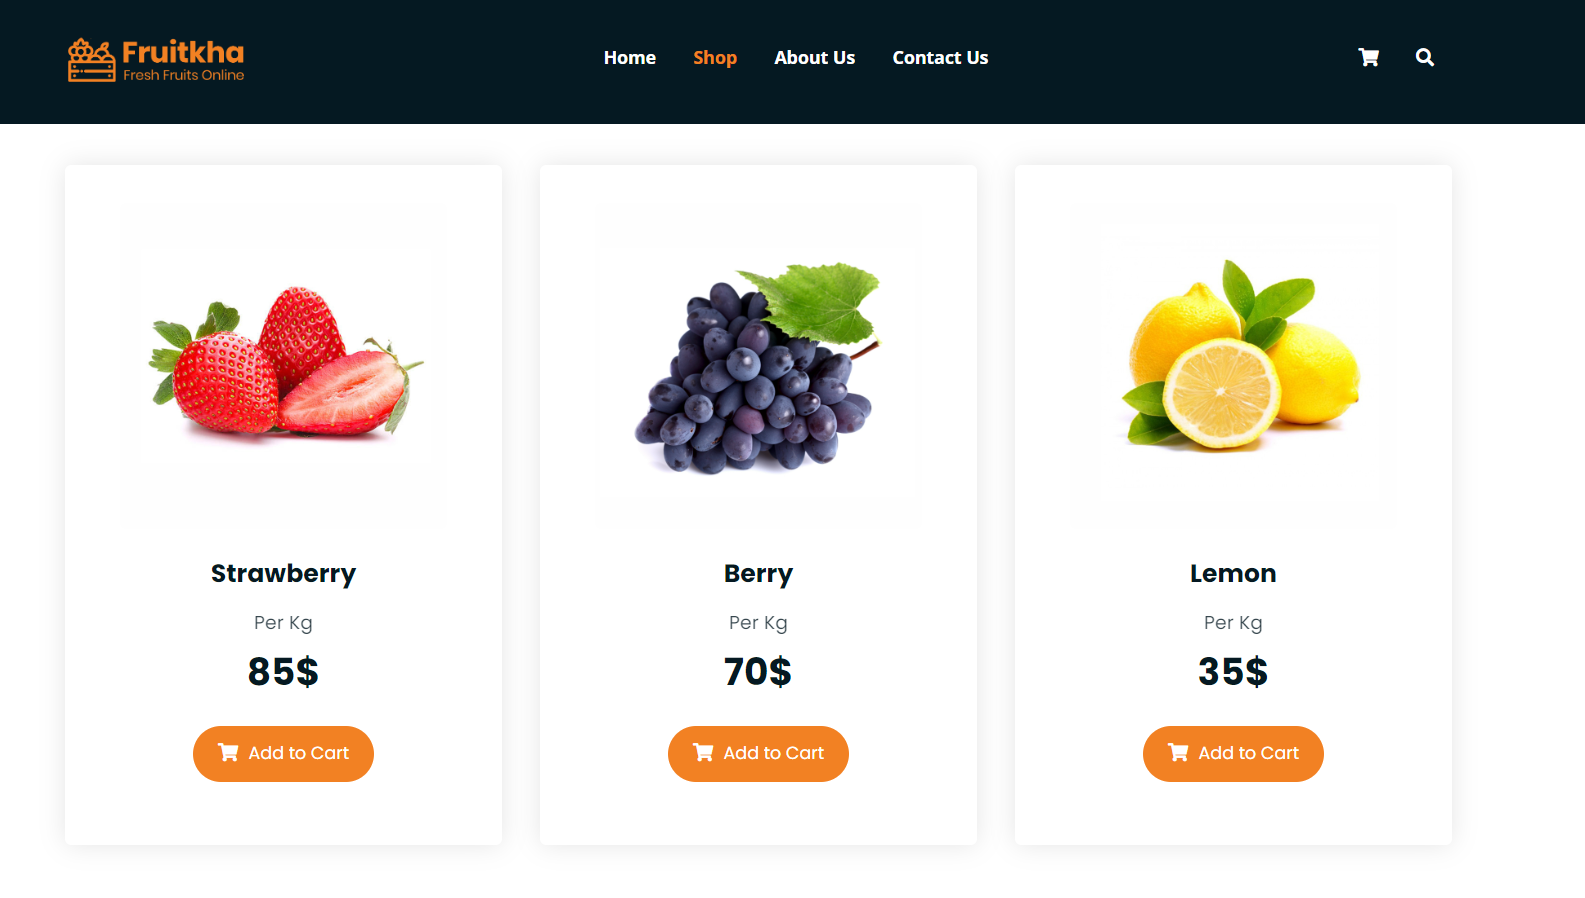 Fruitkha
Fresh Fruits Online
Home Shop About Us Contact Us
Strawberry
Per Kg
85$
Add to Cart
Berry
Per Kg
70$
Add to Cart
Lemon
Per Kg
35$
Add to Cart